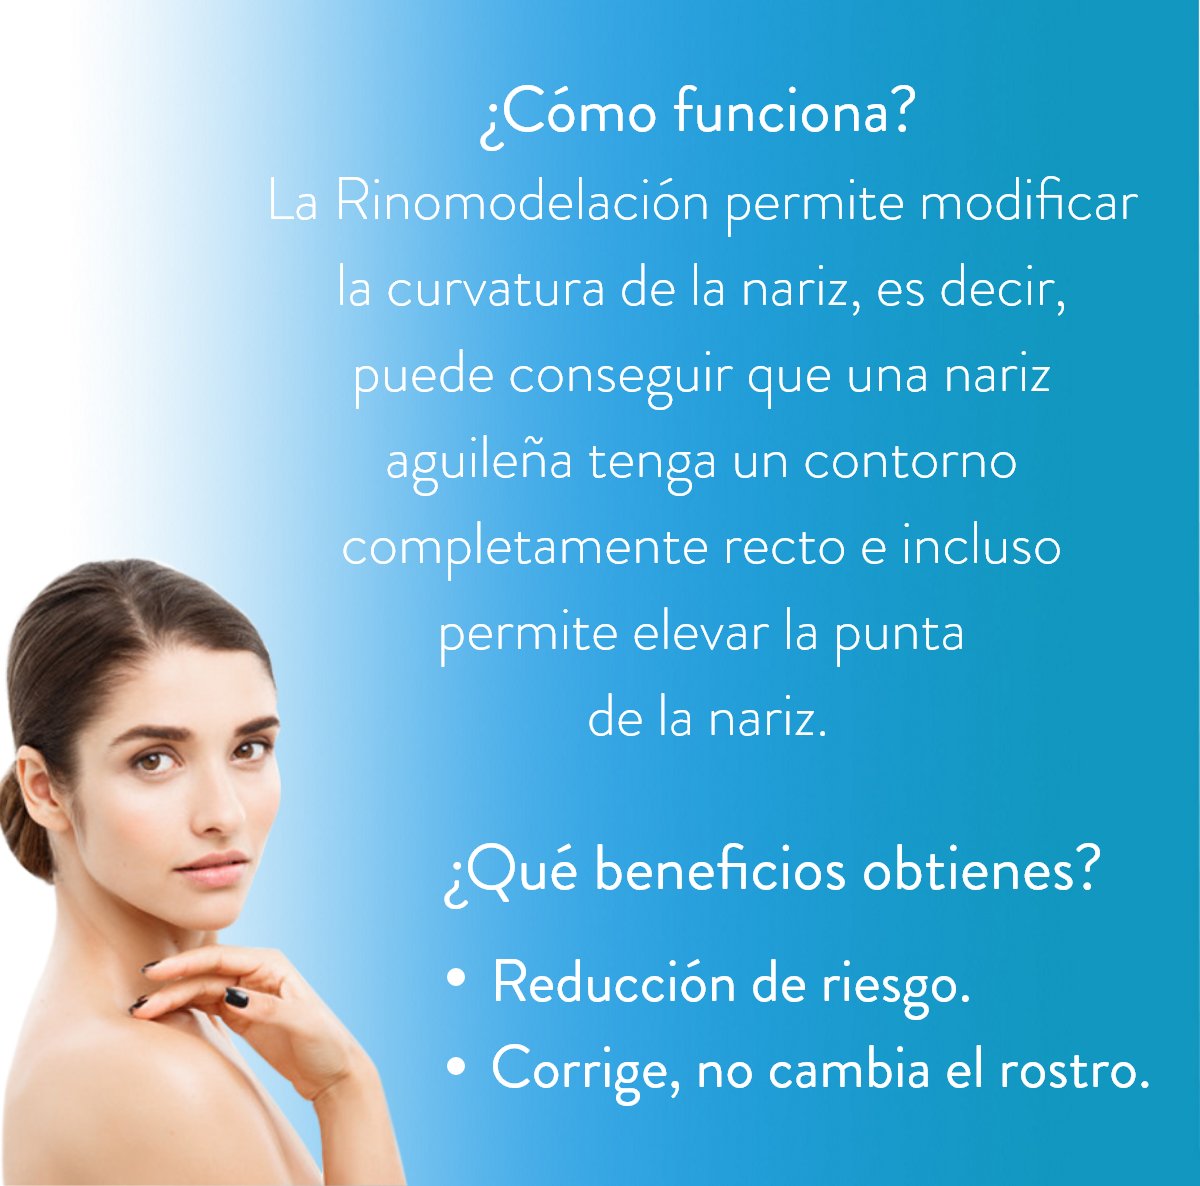 ¿Cómo funciona?
La Rinomodelación permite modificar
la curvatura de la nariz, es decir,
puede conseguir que una nariz
aguileña tenga un contorno
completamente recto e incluso
permite elevar la punta
de la nariz.
¿Qué beneficios obtienes?
• Reducción de riesgo.
• Corrige, no cambia el rostro.